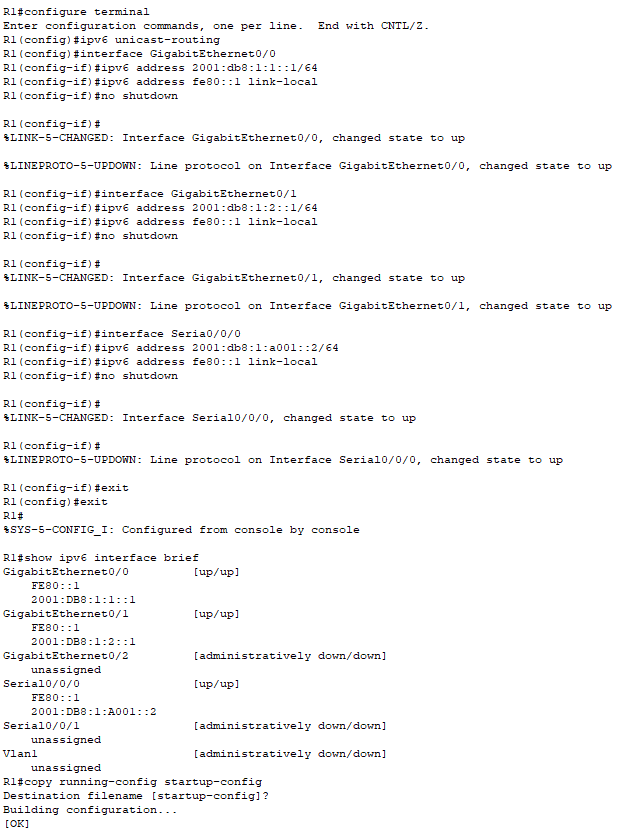 R1#configure terminal
Enter configuration commands, one per line.  End with CNTL/Z.
R1(config)#ipv6 unicast-routing
R1(config)#interface GigabitEthernet0/0
R1(config-if)#ipv6 address 2001:db8:1:1::1/64
R1(config-if)#ipv6 address fe80::1 link-local
R1(config-if)#no shutdown
R1(config-if)#
%LINK-5-CHANGED: Interface GigabitEthernet0/0, changed state to up
%LINEPROTO-5-UPDOWN: Line protocol on Interface GigabitEthernet0/0, changed state to up
R1(config-if)#interface GigabitEthernet0/1
R1(config-if)#ipv6 address 2001:db8:1:2::1/64
R1(config-if)#ipv6 address fe80::1 link-local
R1(config-if)#no shutdown
R1(config-if)#
%LINK-5-CHANGED: Interface GigabitEthernet0/1, changed state to up
%LINEPROTO-5-UPDOWN: Line protocol on Interface GigabitEthernet0/1, changed state to up
R1(config-if)#interface Seria0/0/0
R1(config-if)#ipv6 address 2001:db8:1:a001::2/64
R1(config-if)#ipv6 address fe80::1 link-local
R1(config-if)#no shutdown
R1(config-if)#
%LINK-5-CHANGED: Interface Serial0/0/0, changed state to up
R1(config-if)#
%LINEPROTO-5-UPDOWN: Line protocol on Interface Serial0/0/0, changed state to up
R1(config-if)#exit
R1(config)#exit
R1#
%SYS-5-CONFIG_I: Configured from console by console
R1#show ipv6 interface brief
GigabitEthernet0/0         [up/up]
    FE80::1
    2001:DB8:1:1::1
GigabitEthernet0/1         [up/up]
    FE80::1
    2001:DB8:1:2::1
GigabitEthernet0/2         [administratively down/down]
    unassigned
Serial0/0/0                [up/up]
    FE80::1
    2001:DB8:1:A001::2
Serial0/0/1                [administratively down/down]
    unassigned
Vlan1                      [administratively down/down]
    unassigned
R1#copy running-config startup-config
Destination filename [startup-config]?
Building configuration...
[OK]